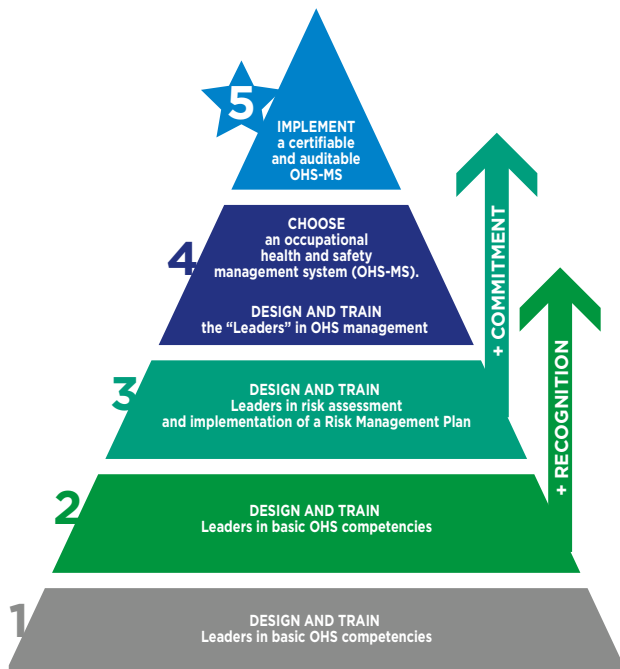 5
IMPLEMENT
a certifiable
and auditable
OHS-MS
4
CHOOSE
an occupational
health and safety
management system (OHS-MS).
DESIGN AND TRAIN
the “Leaders” in OHS management
+ COMMITMENT
3
DESIGN AND TRAIN
Leaders in risk assessment
and implementation of a Risk Management Plan
+ RECOGNITION
2
DESIGN AND TRAIN
Leaders in basic OHS competencies
1
DESIGN AND TRAIN
Leaders in basic OHS competencies